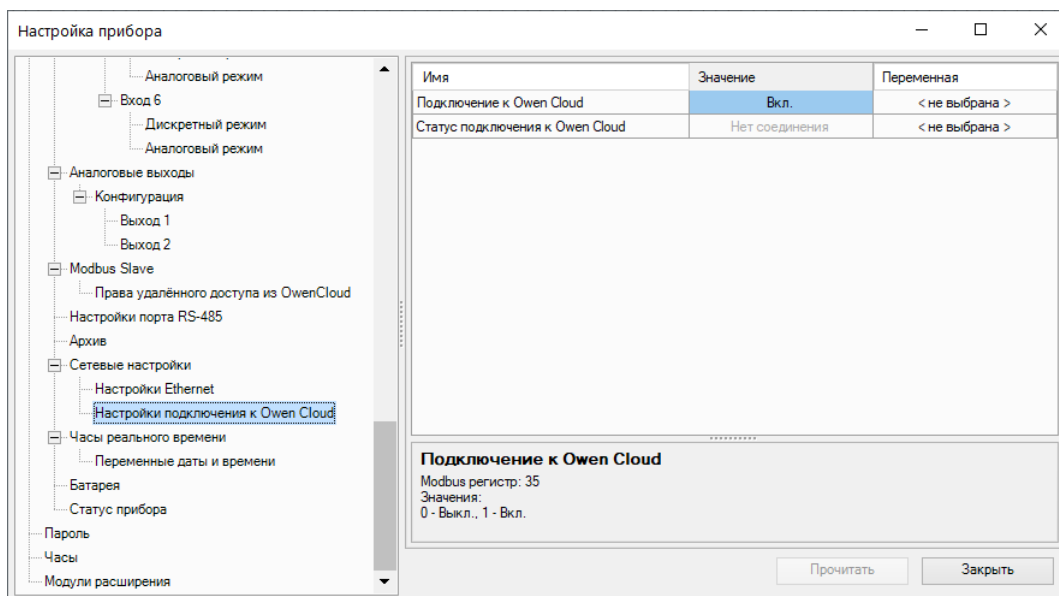 Настройка прибора
Аналоговый режим
Вход 6
Дискретный режим
Аналоговый режим
Аналоговые выходы
Конфигурация
Выход 1
Выход 2
Modbus Slave
Права удалённого доступа из OwenCloud
Настройки порта RS-485
Архив
Сетевые настройки
Настройки Ethernet
Настройки подключения к Owen Cloud
Часы реального времени
Переменные даты и времени
Батарея
Статус прибора
Пароль
Часы
Модули расширения
Имя Значение Переменная
Подключение к Owen Cloud Вкл. < не выбрана >
Статус подключения к Owen Cloud Нет соединения < не выбрана >
Подключение к Owen Cloud
Modbus регистр: 35
Значения:
0 - Выкл., 1 - Вкл.
Прочитать Закрыть